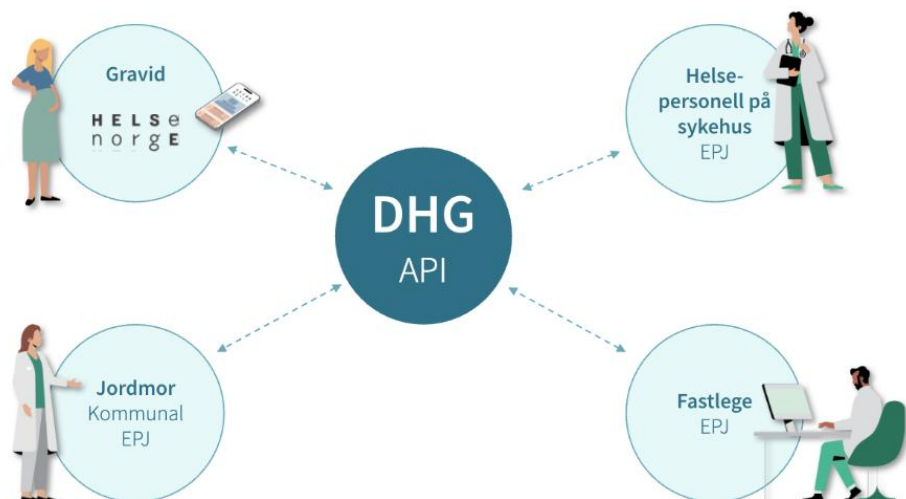 Gravid
HELSe
norgE
Helse-
personell på
sykehus
EPJ
DHG
API
Jordmor
Kommunal
EPJ
Fastlege
EPJ